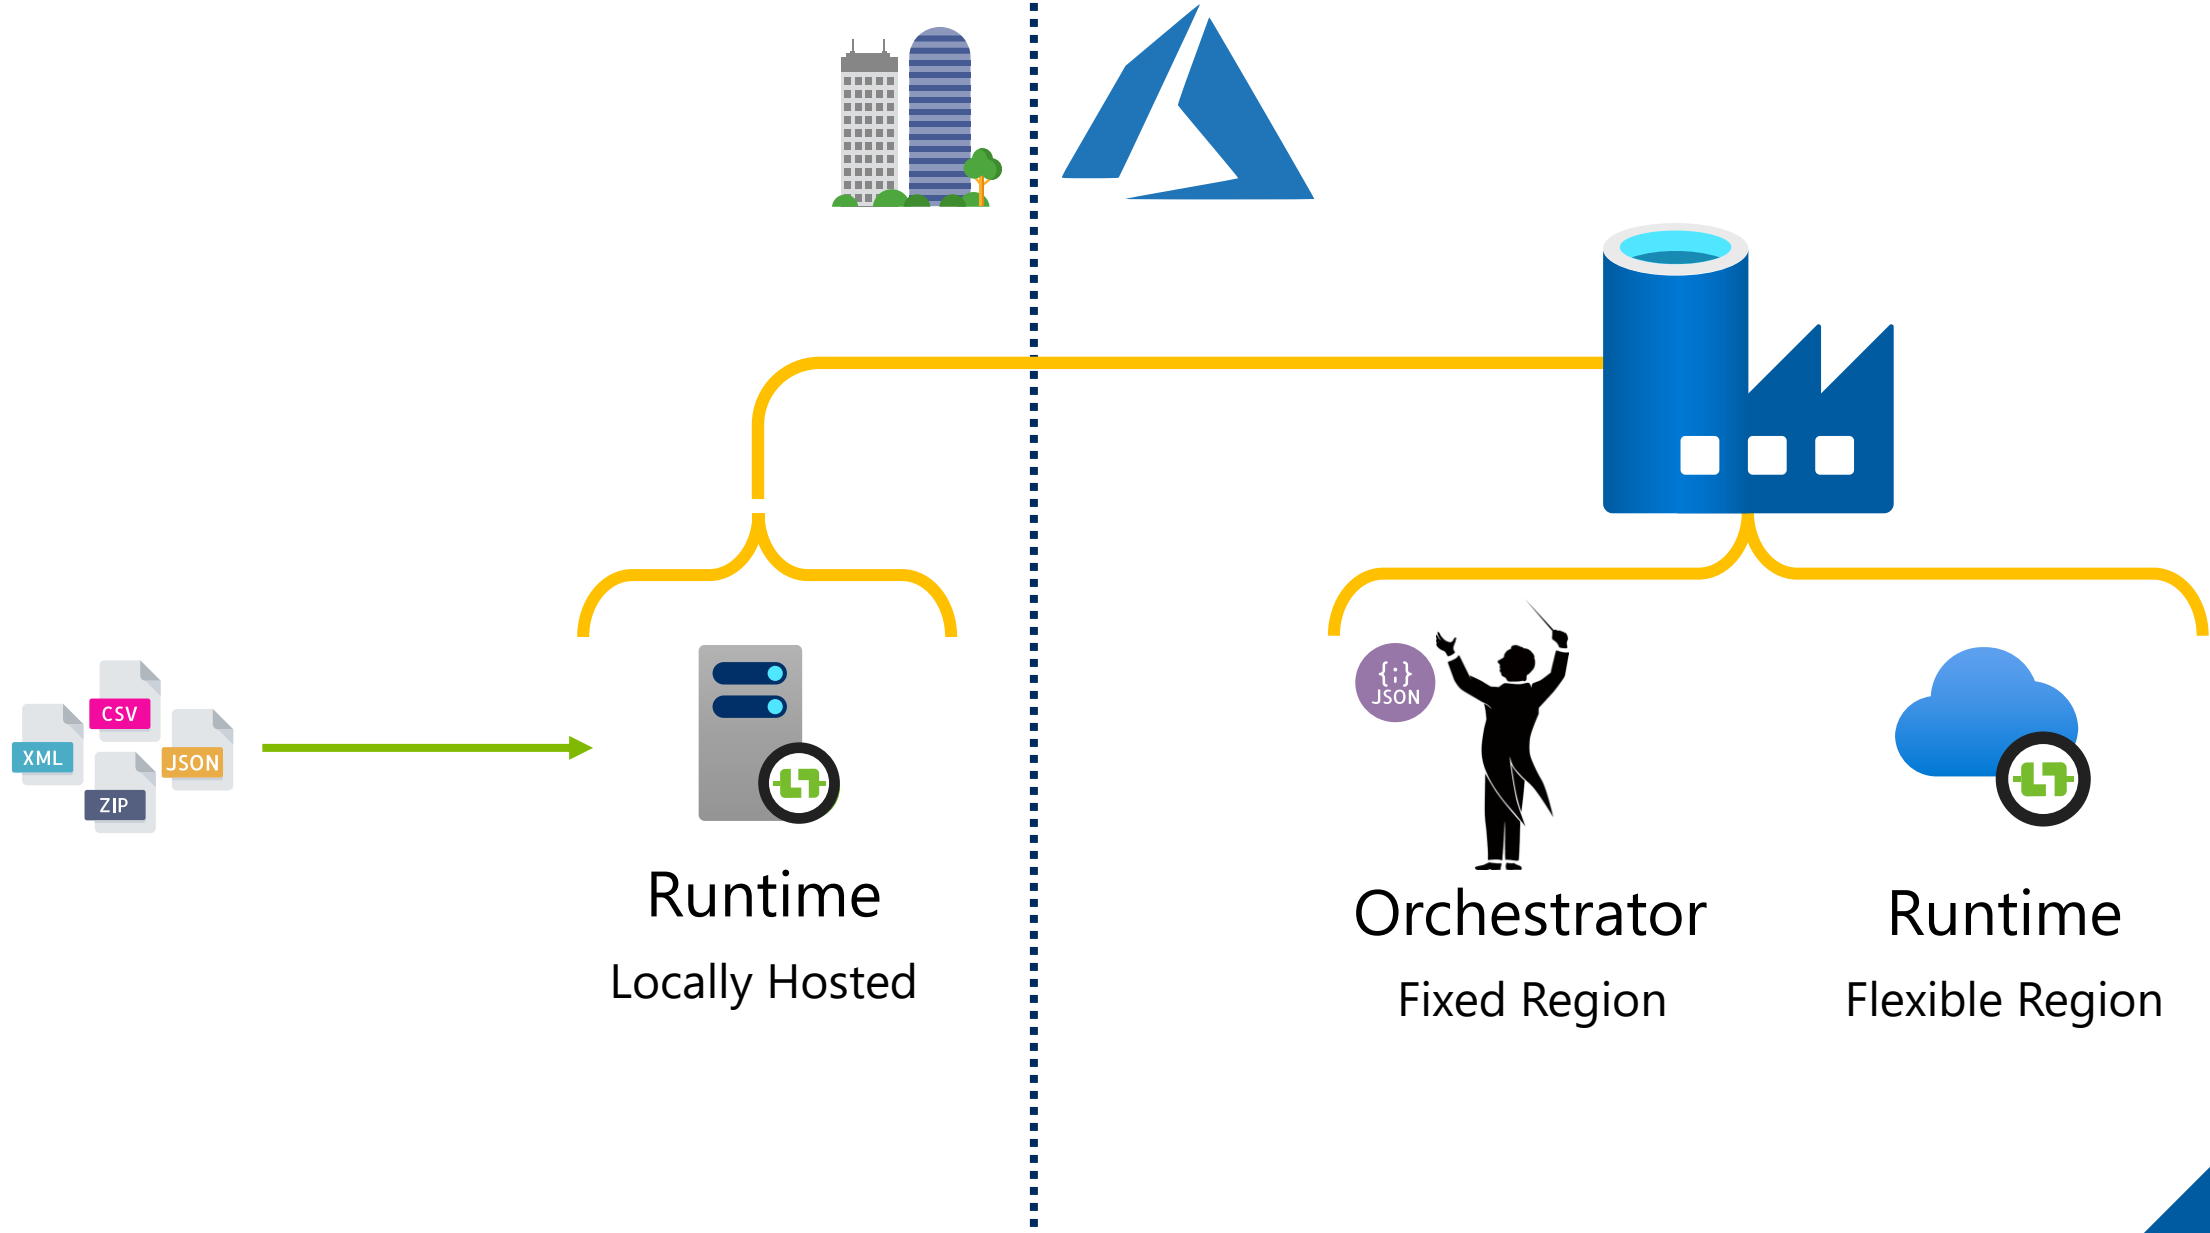 CSV
XML
JSON
ZIP
Runtime
Locally Hosted
{;}
JSON
Orchestrator
Fixed Region
Runtime
Flexible Region